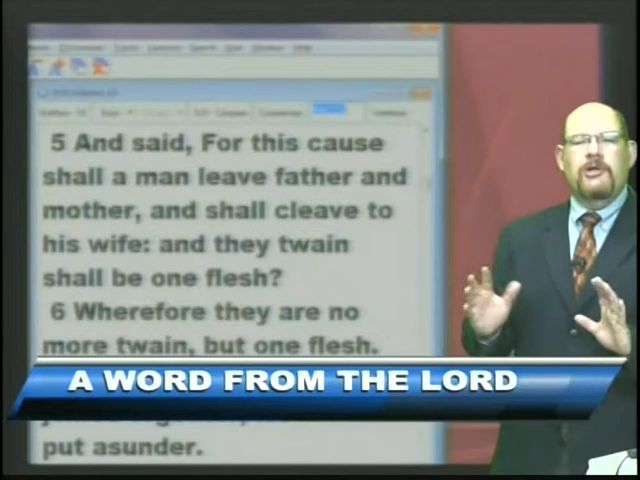 5 And said, For this cause
shall a man leave father and
mother, and shall cleave to
his wife: and they twain
shall be one flesh?
6 Wherefore they are no
more twain, but one flesh.
A WORD FROM THE LORD
put asunder.